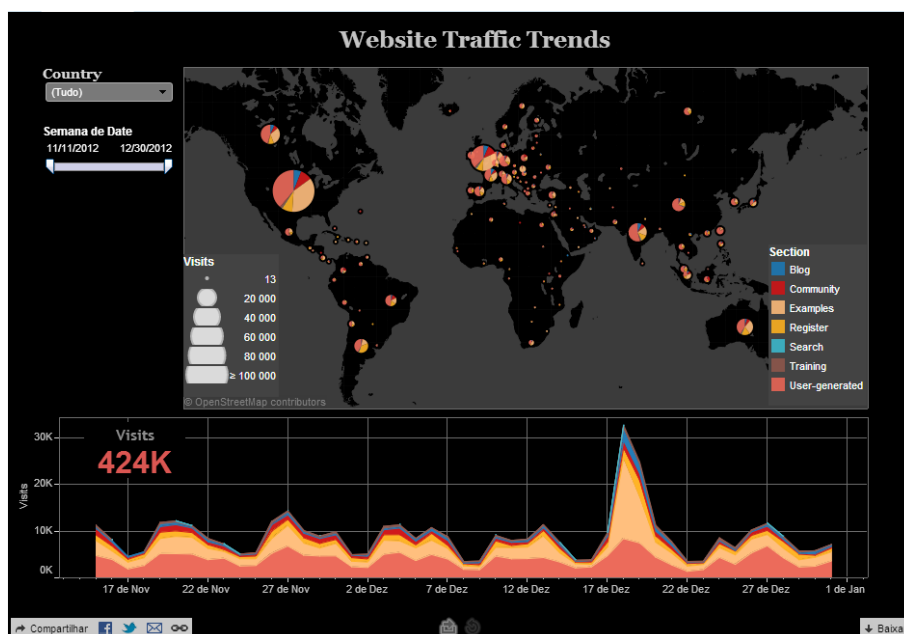 Website Traffic Trends
Country
(Tudo)
Semana de Date
11/11/2012 12/30/2012
Visits
13
20 000
40 000
60 000
80 000
≥ 100 000
© OpenStreetMap contributors
Section
Blog
Community
Examples
Register
Search
Training
User-generated
Visits
424K
Visits
30K
20K
10K
0K
17 de Nov 22 de Nov 27 de Nov 2 de Dez 7 de Dez 12 de Dez 17 de Dez 22 de Dez 27 de Dez 1 de Jan
Compartilhar
Baixa